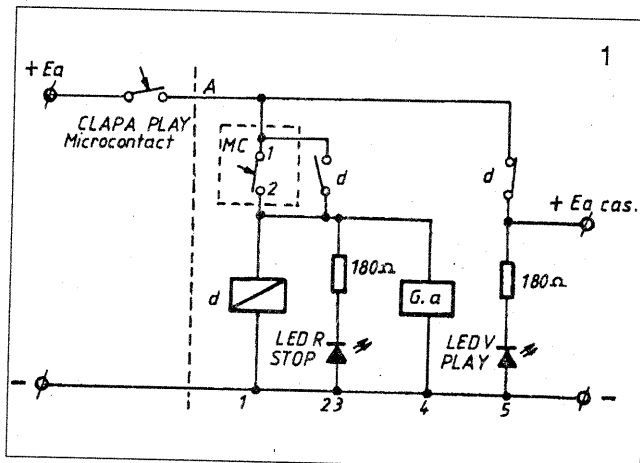 1
+ Ea
A
CLAPA PLAY
Microcontact
MC
1
2
d
d
+ Ea cas.
d
180Ω
G.a
180Ω
LED R
STOP
LED V
PLAY
-
-
1
23
4
5